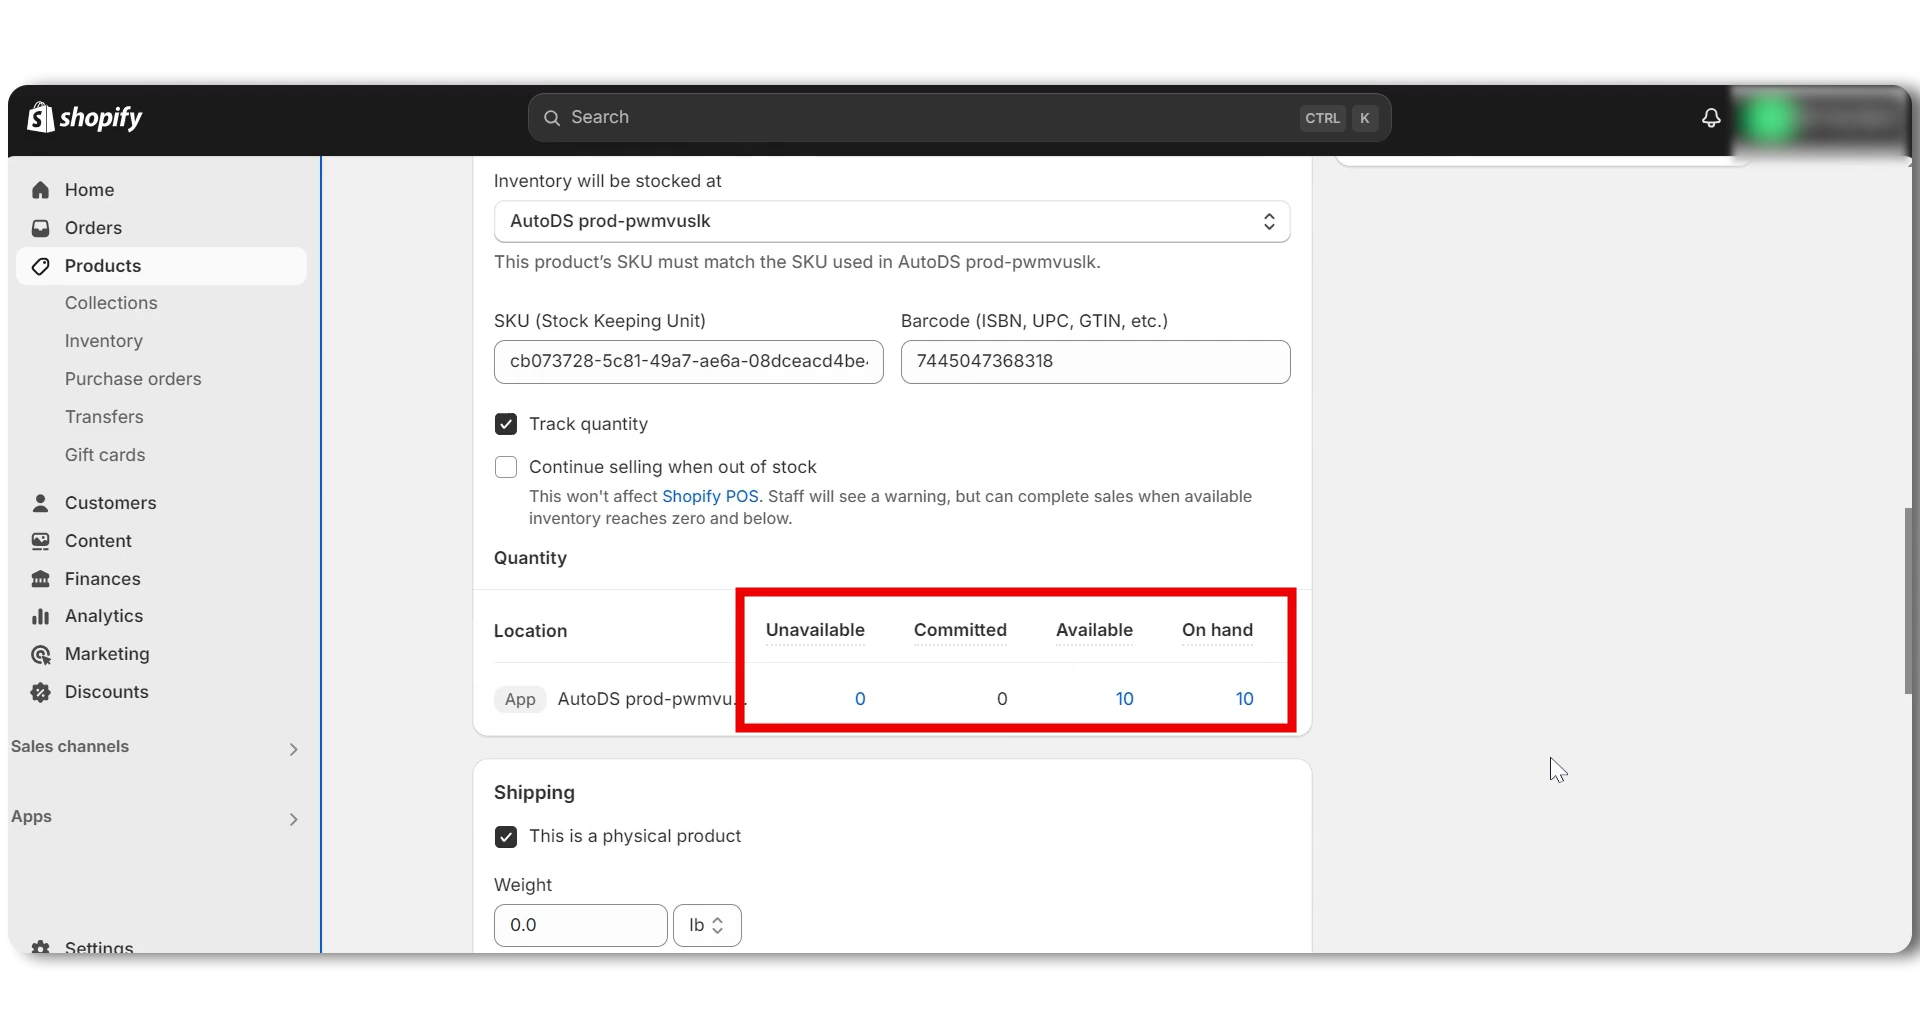 shopify
Search
CTRL K
Home
Orders
Products
Collections
Inventory
Purchase orders
Transfers
Gift cards
Customers
Content
Finances
Analytics
Marketing
Discounts
Sales channels
Apps
Settings
Inventory will be stocked at
AutoDS prod-pwmvuslk
This product's SKU must match the SKU used in AutoDS prod-pwmvuslk.
SKU (Stock Keeping Unit) Barcode (ISBN, UPC, GTIN, etc.)
cb073728-5c81-49a7-ae6a-08dceacd4be 7445047368318
Track quantity
Continue selling when out of stock
This won't affect Shopify POS. Staff will see a warning, but can complete sales when available
inventory reaches zero and below.
Quantity
Location Unavailable Committed Available On hand
App AutoDS prod-pwmvu... 0 0 10 10
Shipping
This is a physical product
Weight
0.0 lb